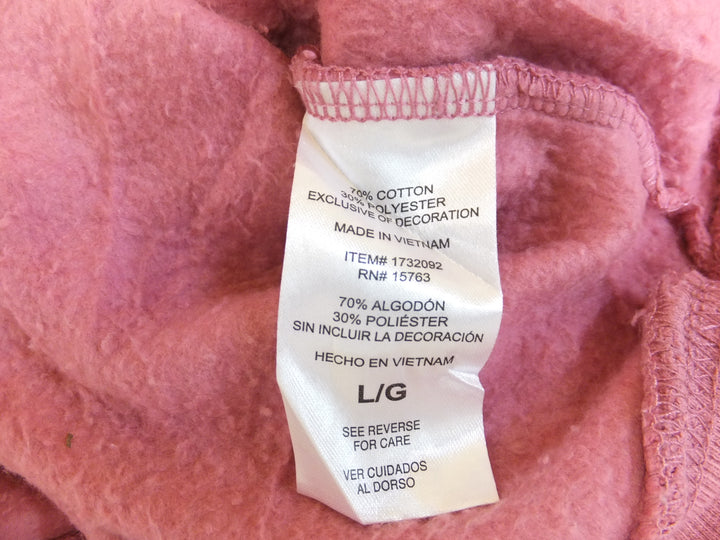 70% COTTON
30% POLYESTER
EXCLUSIVE OF DECORATION
MADE IN VIETNAM
ITEM# 1732092
RN# 15763
70% ALGODÓN
30% POLIÉSTER
SIN INCLUIR LA DECORACIÓN
HECHO EN VIETNAM
L/G
SEE REVERSE
FOR CARE
VER CUIDADOS
AL DORSO